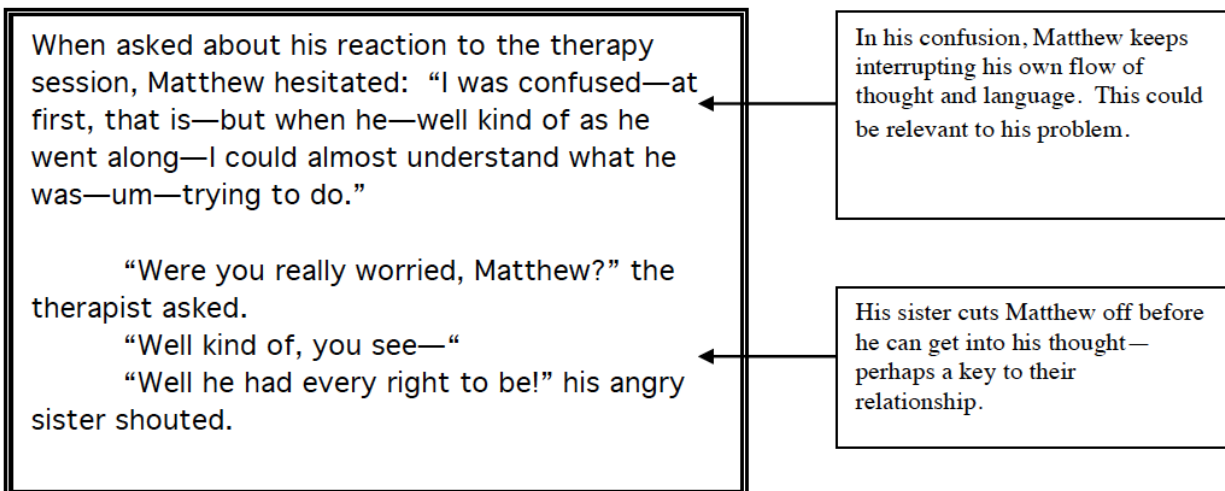 When asked about his reaction to the therapy
session, Matthew hesitated:  “I was confused—at
first, that is—but when he—well kind of as he
went along—I could almost understand what he
was—um—trying to do.”
“Were you really worried, Matthew?” the
therapist asked.
“Well kind of, you see—“
“Well he had every right to be!” his angry
sister shouted.
In his confusion, Matthew keeps
interrupting his own flow of
thought and language.  This could
be relevant to his problem.
His sister cuts Matthew off before
he can get into his thought—
perhaps a key to their
relationship.